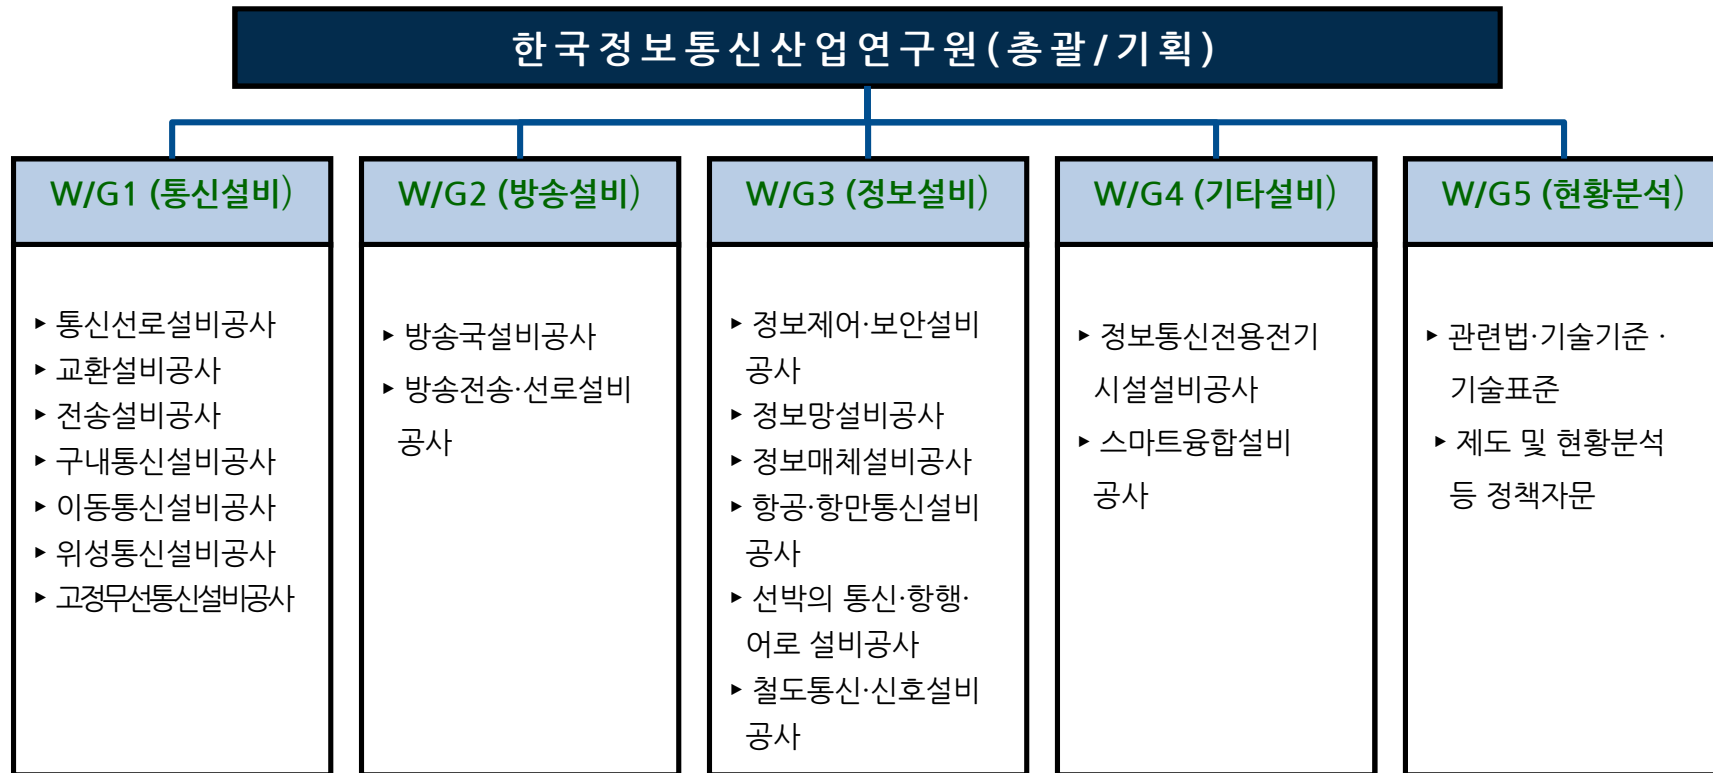 한국정보통신산업연구원(총괄/기획)
W/G1 (통신설비)
▸ 통신선로설비공사
▸ 교환설비공사
▸ 전송설비공사
▸ 구내통신설비공사
▸ 이동통신설비공사
▸ 위성통신설비공사
▸ 고정무선통신설비공사
W/G2 (방송설비)
▸ 방송국설비공사
▸ 방송전송·선로설비
공사
W/G3 (정보설비)
▸ 정보제어·보안설비
공사
▸ 정보망설비공사
▸ 정보매체설비공사
▸ 항공·항만통신설비
공사
▸ 선박의 통신·항행·
어로 설비공사
▸ 철도통신·신호설비
공사
W/G4 (기타설비)
▸ 정보통신전용전기
시설설비공사
▸ 스마트융합설비
공사
W/G5 (현황분석)
▸ 관련법·기술기준 ·
기술표준
▸ 제도 및 현황분석
등 정책자문